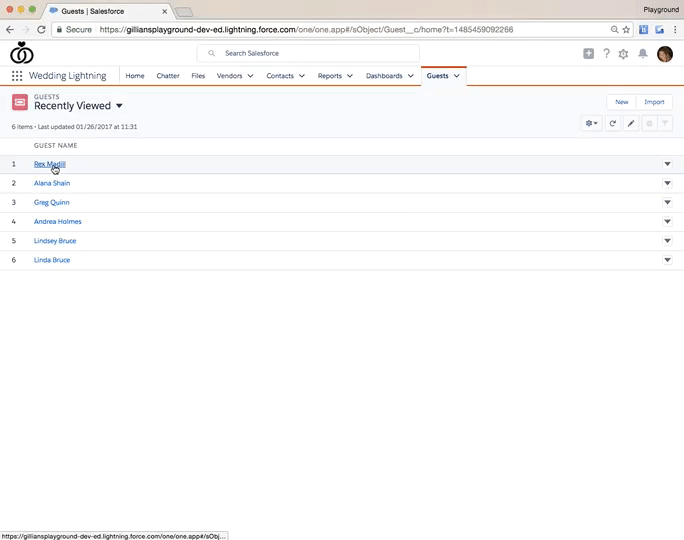 Guests | Salesforce
Playground
Secure https://gilliansplayground-dev-ed.lightning.force.com/one/one.app#/sObject/Guest__c/home?t=1485459092266
Search Salesforce
Wedding Lightning Home Chatter Files Vendors Contacts Reports Dashboards Guests
GUESTS
Recently Viewed
New Import
6 items • Last updated 01/26/2017 at 11:31
GUEST NAME
1 Rex
2 Alana Shain
3 Greg Quinn
4 Andrea Holmes
5 Lindsey Bruce
6 Linda Bruce
https://gilliansplayground-dev-ed.lightning.force.com/one/one.app#/sObj...